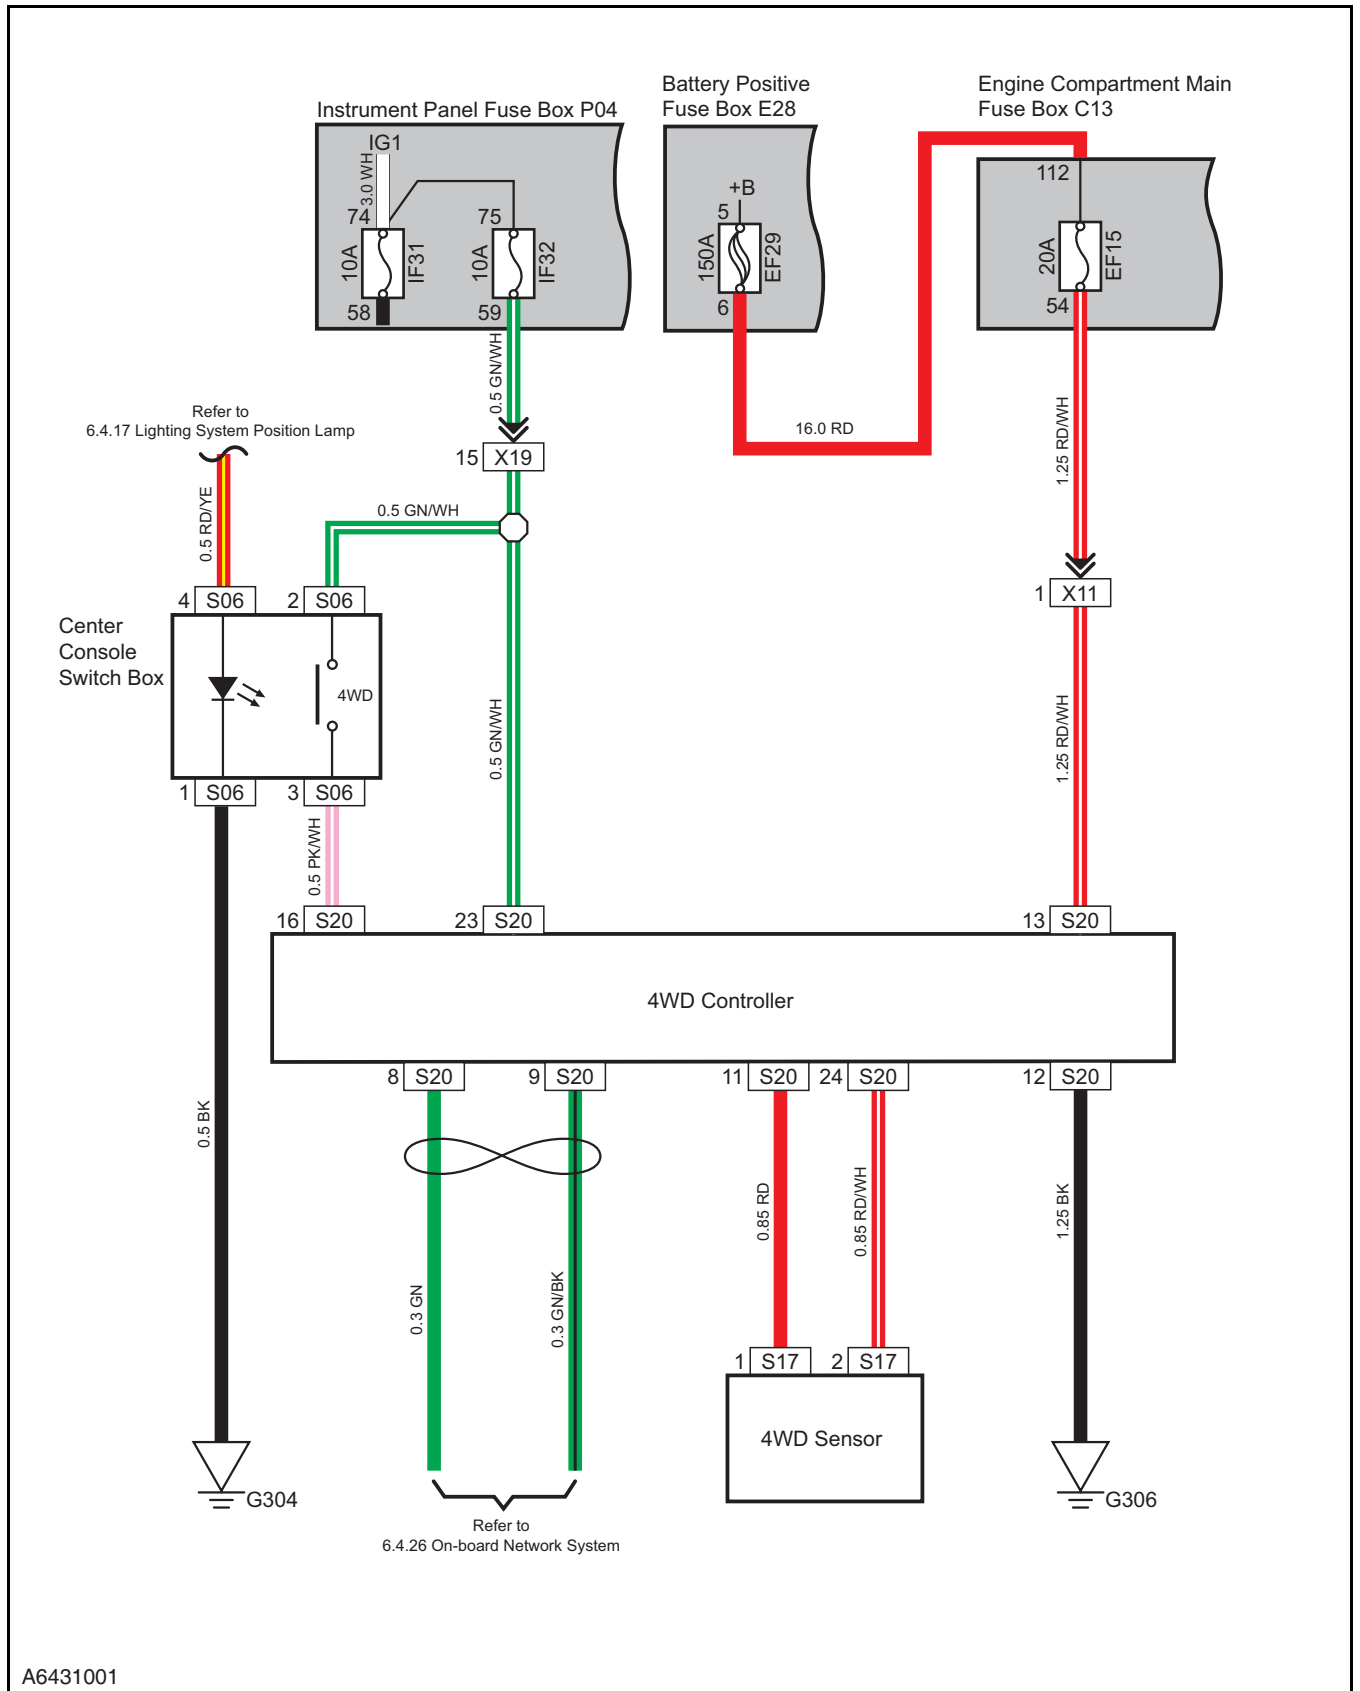 Battery Positive
Fuse Box E28
Engine Compartment Main
Fuse Box C13
Instrument Panel Fuse Box P04
IG1
3.0 WH
74
75
10A
IF31
10A
IF32
58
59
+B
5
150A
EF29
6
112
20A
EF15
54
0.5 GN/WH
16.0 RD
1.25 RD/WH
Refer to
6.4.17 Lighting System Position Lamp
15 X19
0.5 RD/YE
0.5 GN/WH
1 X11
4 S06
2 S06
Center
Console
Switch Box
4WD
0.5 GN/WH
1.25 RD/WH
1 S06
3 S06
0.5 PK/WH
16 S20
23 S20
13 S20
4WD Controller
8 S20
9 S20
11 S20
24 S20
12 S20
0.5 BK
0.3 GN
0.3 GN/BK
0.85 RD
0.85 RD/WH
1.25 BK
1 S17
2 S17
4WD Sensor
G304
G306
Refer to
6.4.26 On-board Network System
A6431001